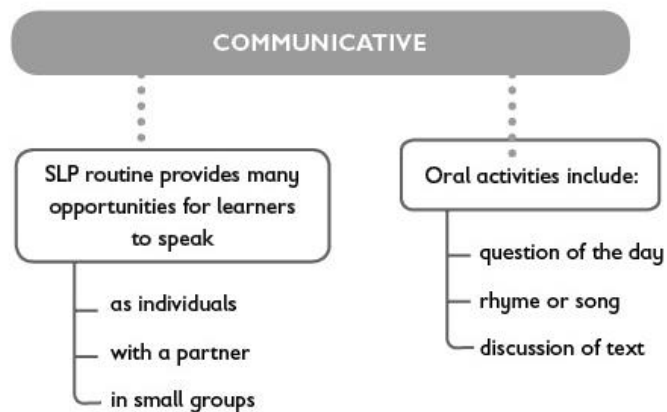 COMMUNICATIVE
SLP routine provides many
opportunities for learners
to speak
as individuals
with a partner
in small groups
Oral activities include:
question of the day
rhyme or song
discussion of text